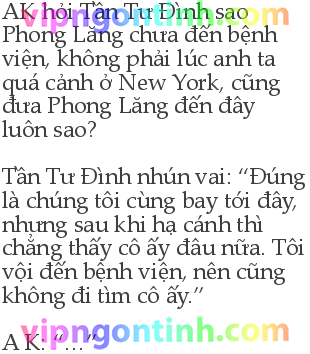 AK hỏi Tần Tư Đình sao
Phong Lăng chưa đến bệnh
viện, không phải lúc anh ta
quá cảnh ở New York, cũng
đưa Phong Lăng đến đây
luôn sao?
Tần Tư Đình nhún vai: “Đúng
là chúng tôi cùng bay tới đây,
nhưng sau khi hạ cánh thì
chẳng thấy cô ấy đâu nữa. Tôi
vội đến bệnh viện, nên cũng
không đi tìm cô ấy.”
vipngontinh.com
A K: “...”